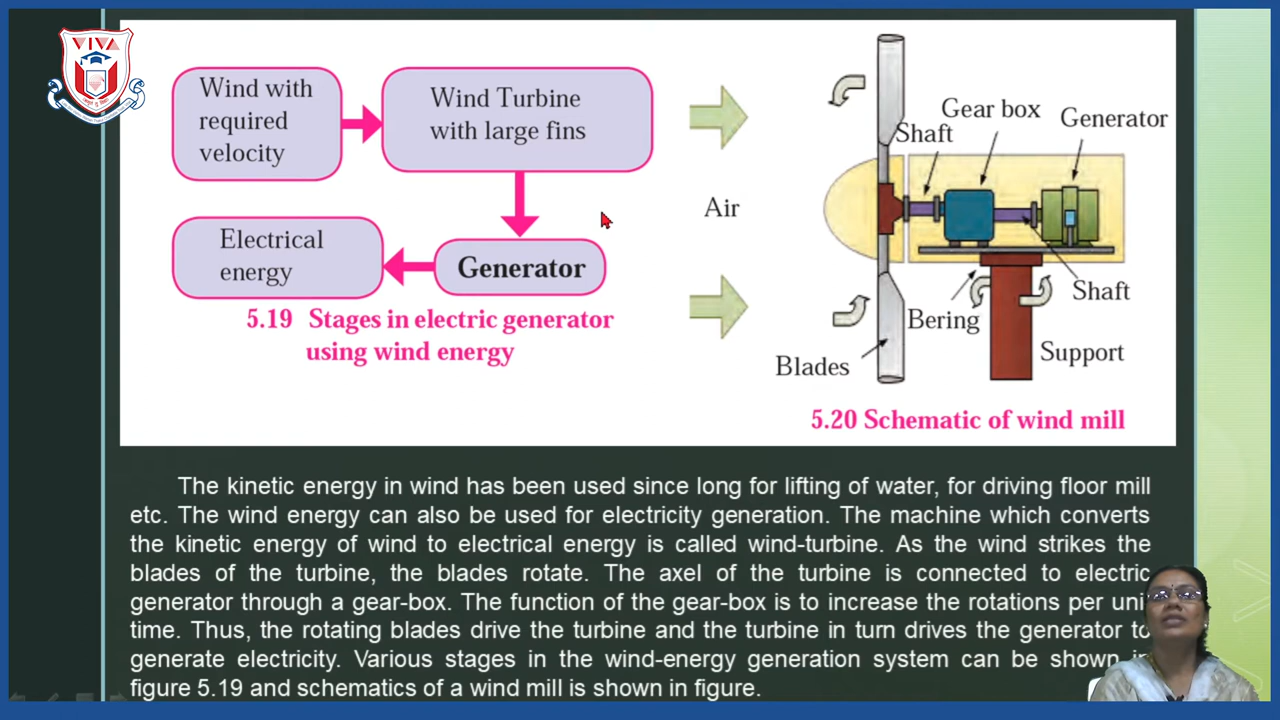 VIVA
Wind with
required
velocity
Wind Turbine
with large fins
Electrical
energy
Generator
5.19 Stages in electric generator
using wind energy
Gear box
Shaft
Generator
Air
Shaft
Bering
Blades
Support
5.20 Schematic of wind mill
The kinetic energy in wind has been used since long for lifting of water, for driving floor mill
etc. The wind energy can also be used for electricity generation. The machine which converts
the kinetic energy of wind to electrical energy is called wind-turbine. As the wind strikes the
blades of the turbine, the blades rotate. The axel of the turbine is connected to electric
generator through a gear-box. The function of the gear-box is to increase the rotations per uni
time. Thus, the rotating blades drive the turbine and the turbine in turn drives the generator to
generate electricity. Various stages in the wind-energy generation system can be shown in
figure 5.19 and schematics of a wind mill is shown in figure.